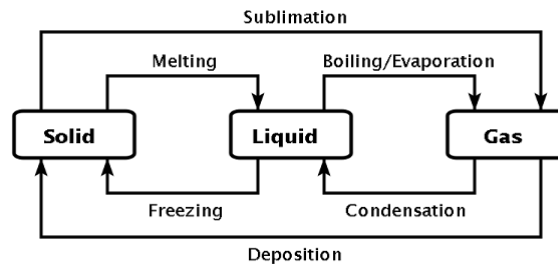 Sublimation
Melting
Boiling/Evaporation
Solid
Liquid
Gas
Freezing
Condensation
Deposition